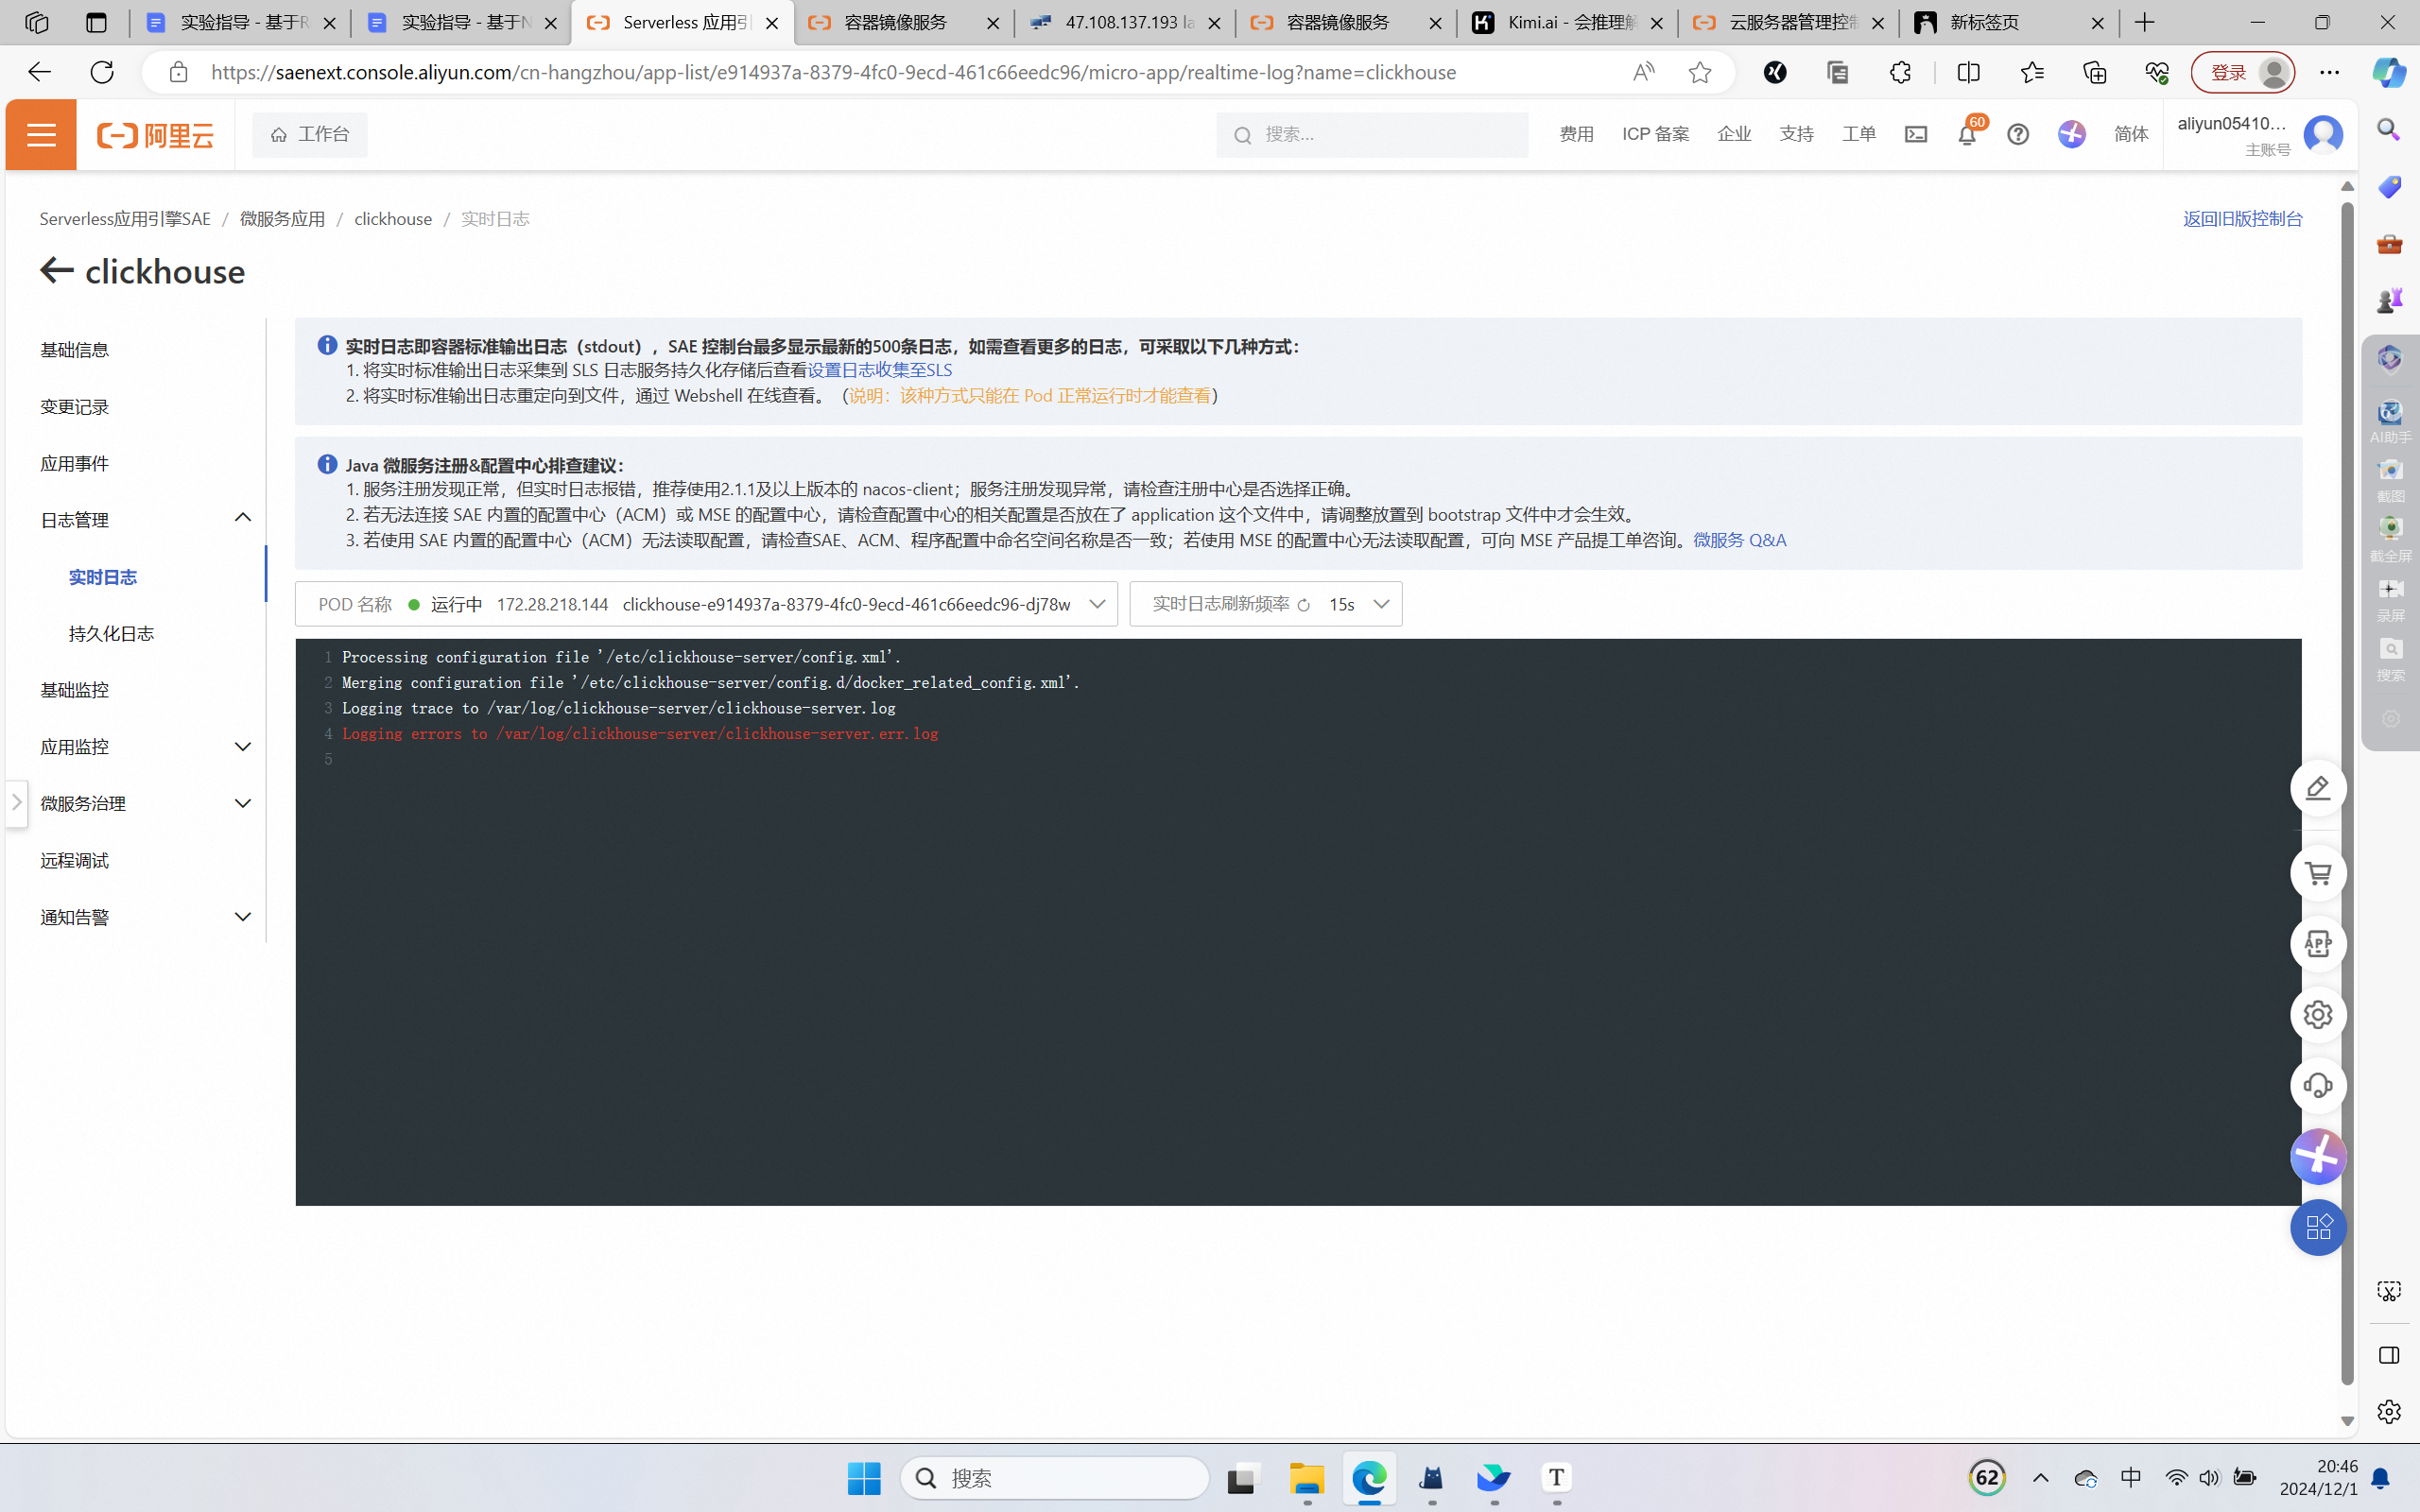 实验指导 - 基于R
实验指导 - 基于N
Serverless 应用引
容器镜像服务
47.108.137.193 la
容器镜像服务
Kimi.ai - 会推理解
云服务器管理控制
新标签页
https://saenext.console.aliyun.com/cn-hangzhou/app-list/e914937a-8379-4fc0-9ecd-461c66eedc96/micro-app/realtime-log?name=clickhouse
登录
阿里云
工作台
搜索...
费用
ICP 备案
企业
支持
工单
60
简体
aliyun05410...
主账号
Serverless应用引擎SAE / 微服务应用 / clickhouse / 实时日志
返回旧版控制台
clickhouse
基础信息
变更记录
应用事件
日志管理
实时日志
持久化日志
基础监控
应用监控
微服务治理
远程调试
通知告警
实时日志即容器标准输出日志（stdout），SAE 控制台最多显示最新的500条日志，如需查看更多的日志，可采取以下几种方式：
1. 将实时标准输出日志采集到 SLS 日志服务持久化存储后查看设置日志收集至SLS
2. 将实时标准输出日志重定向到文件，通过 Webshell 在线查看。（说明：该种方式只能在 Pod 正常运行时才能查看）
Java 微服务注册&配置中心排查建议：
1. 服务注册发现正常，但实时日志报错，推荐使用2.1.1及以上版本的 nacos-client；服务注册发现异常，请检查注册中心是否选择正确。
2. 若无法连接 SAE 内置的配置中心（ACM）或 MSE 的配置中心，请检查配置中心的相关配置是否放在了 application 这个文件中，请调整放置到 bootstrap 文件中才会生效。
3. 若使用 SAE 内置的配置中心（ACM）无法读取配置，请检查SAE、ACM、程序配置中命名空间名称是否一致；若使用 MSE 的配置中心无法读取配置，可向 MSE 产品提工单咨询。微服务 Q&A
POD 名称 运行中 172.28.218.144 clickhouse-e914937a-8379-4fc0-9ecd-461c66eedc96-dj78w
实时日志刷新频率 15s
1 Processing configuration file '/etc/clickhouse-server/config.xml'.
2 Merging configuration file '/etc/clickhouse-server/config.d/docker_related_config.xml'.
3 Logging trace to /var/log/clickhouse-server/clickhouse-server.log
4 Logging errors to /var/log/clickhouse-server/clickhouse-server.err.log
5
AI助手
截图
截全屏
录屏
搜索
APP
搜索
T
62
中
20:46
2024/12/1